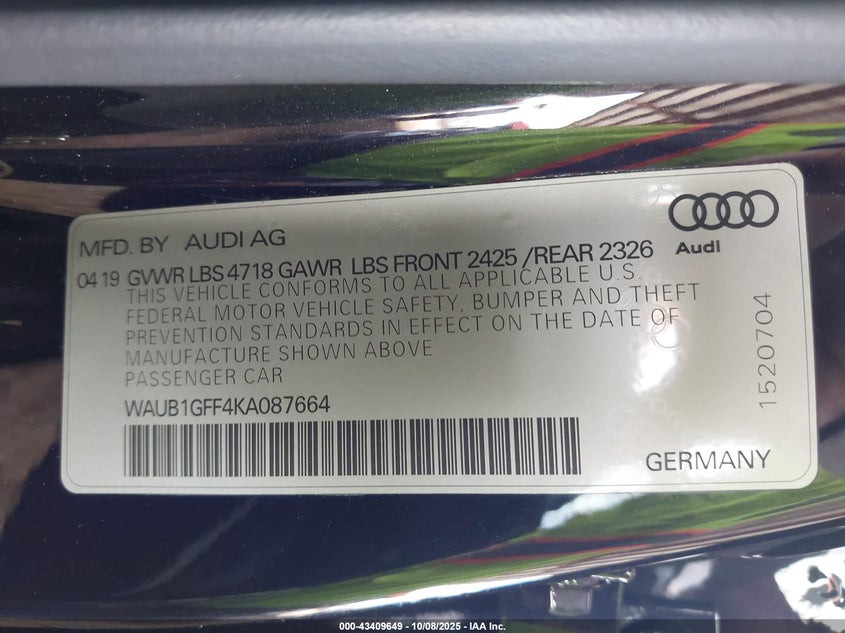 MFD. BY AUDI AG
Audi
04 19 GVWR LBS 4718 GAWR LBS FRONT 2425 /REAR 2326
THIS VEHICLE CONFORMS TO ALL APPLICABLE U.S.
FEDERAL MOTOR VEHICLE SAFETY, BUMPER AND THEFT
PREVENTION STANDARDS IN EFFECT ON THE DATE OF
MANUFACTURE SHOWN ABOVE
PASSENGER CAR
WAUB1GFF4KA087664
GERMANY
1520704
000-43409649 - 10/08/2025 - IAA Inc.